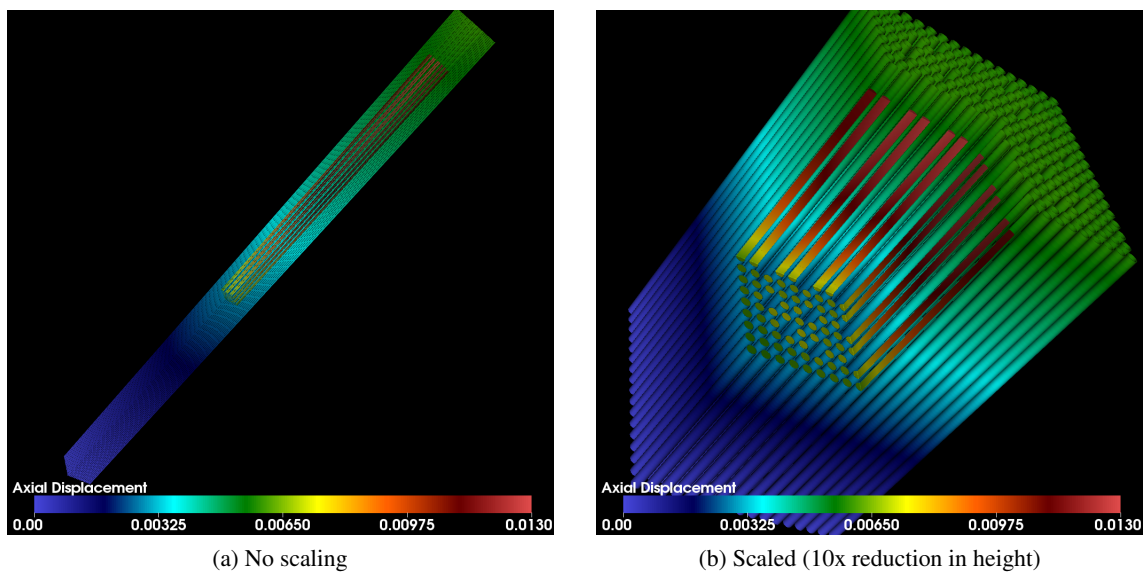 Axial Displacement
0.00 0.00325 0.00650 0.00975 0.0130
(a) No scaling
Axial Displacement
0.00 0.00325 0.00650 0.00975 0.0130
(b) Scaled (10x reduction in height)